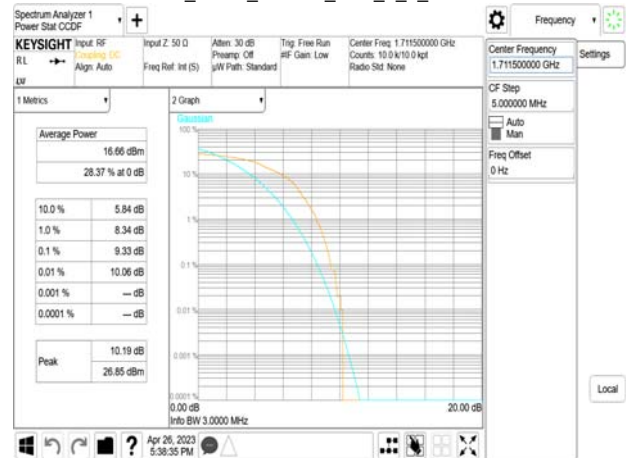 Spectrum Analyzer 1
Power Stat CCDF
Frequency
KEYSIGHT
RL
Input: RF
Coupling: DC
Align: Auto
Input Z: 50 Ω
Freq Ref: Int (S)
Atten: 30 dB
Preamp: Off
µW Path: Standard
Trig: Free Run
#IF Gain: Low
Center Freq: 1.711500000 GHz
Counts: 10.0 k/10.0 kpt
Radio Std: None
Center Frequency
1.711500000 GHz
Settings
CF Step
5.000000 MHz
Auto
Man
Freq Offset
0 Hz
1 Metrics
2 Graph
Average Power
16.66 dBm
28.37 % at 0 dB
10.0 % 5.84 dB
1.0 % 8.34 dB
0.1 % 9.33 dB
0.01 % 10.06 dB
0.001 % --- dB
0.0001 % --- dB
Peak
10.19 dB
26.85 dBm
Gaussian
100 %
10 %
1 %
0.1 %
0.01 %
0.001 %
0.0001 %
0.00 dB 20.00 dB
Info BW 3.0000 MHz
Local
Apr 26, 2023
5:38:35 PM